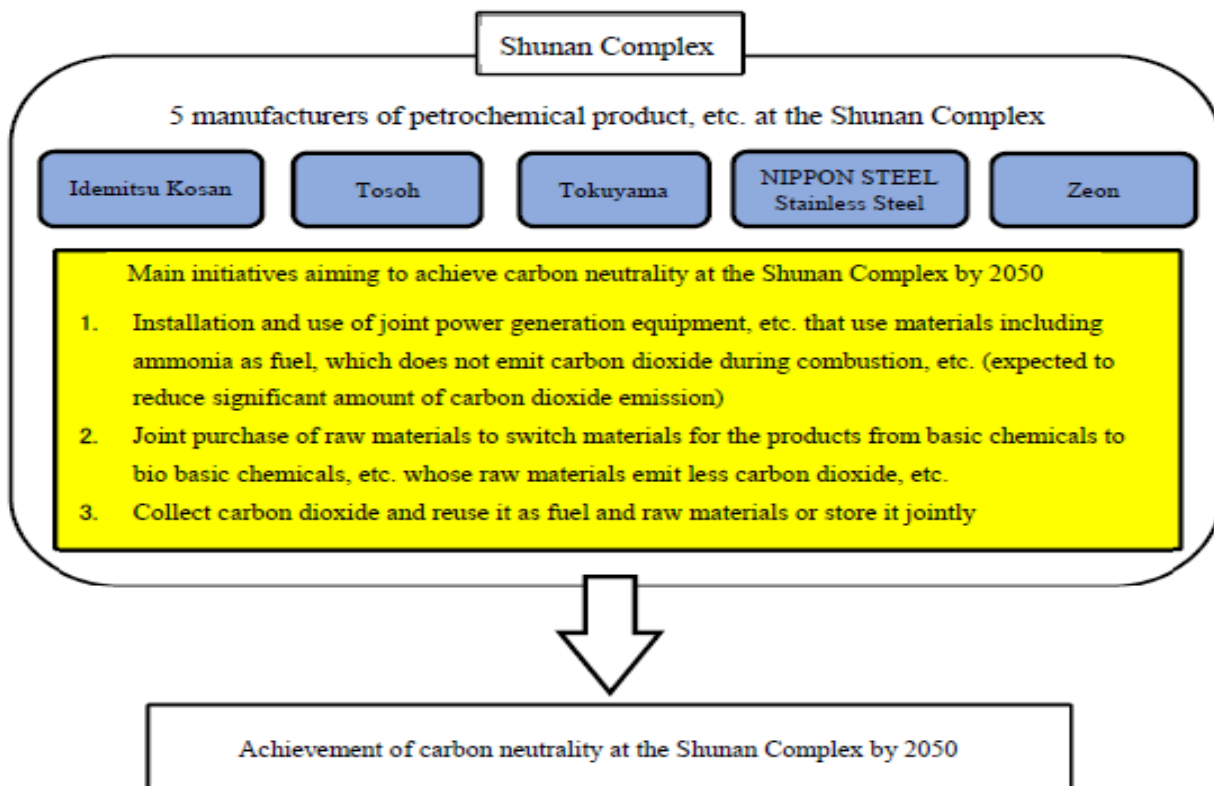 Shunan Complex
5 manufacturers of petrochemical product, etc. at the Shunan Complex
Idemitsu Kosan
Tosoh
Tokuyama
NIPPON STEEL
Stainless Steel
Zeon
Main initiatives aiming to achieve carbon neutrality at the Shunan Complex by 2050
1. Installation and use of joint power generation equipment, etc. that use materials including
ammonia as fuel, which does not emit carbon dioxide during combustion, etc. (expected to
reduce significant amount of carbon dioxide emission)
2. Joint purchase of raw materials to switch materials for the products from basic chemicals to
bio basic chemicals, etc. whose raw materials emit less carbon dioxide, etc.
3. Collect carbon dioxide and reuse it as fuel and raw materials or store it jointly
Achievement of carbon neutrality at the Shunan Complex by 2050